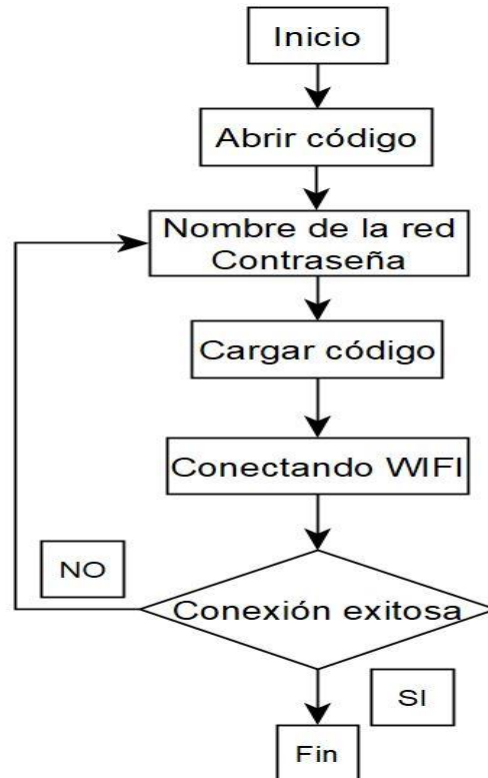 Inicio
Abrir código
Nombre de la red
Contraseña
Cargar código
Conectando WIFI
NO
Conexión exitosa
SI
Fin